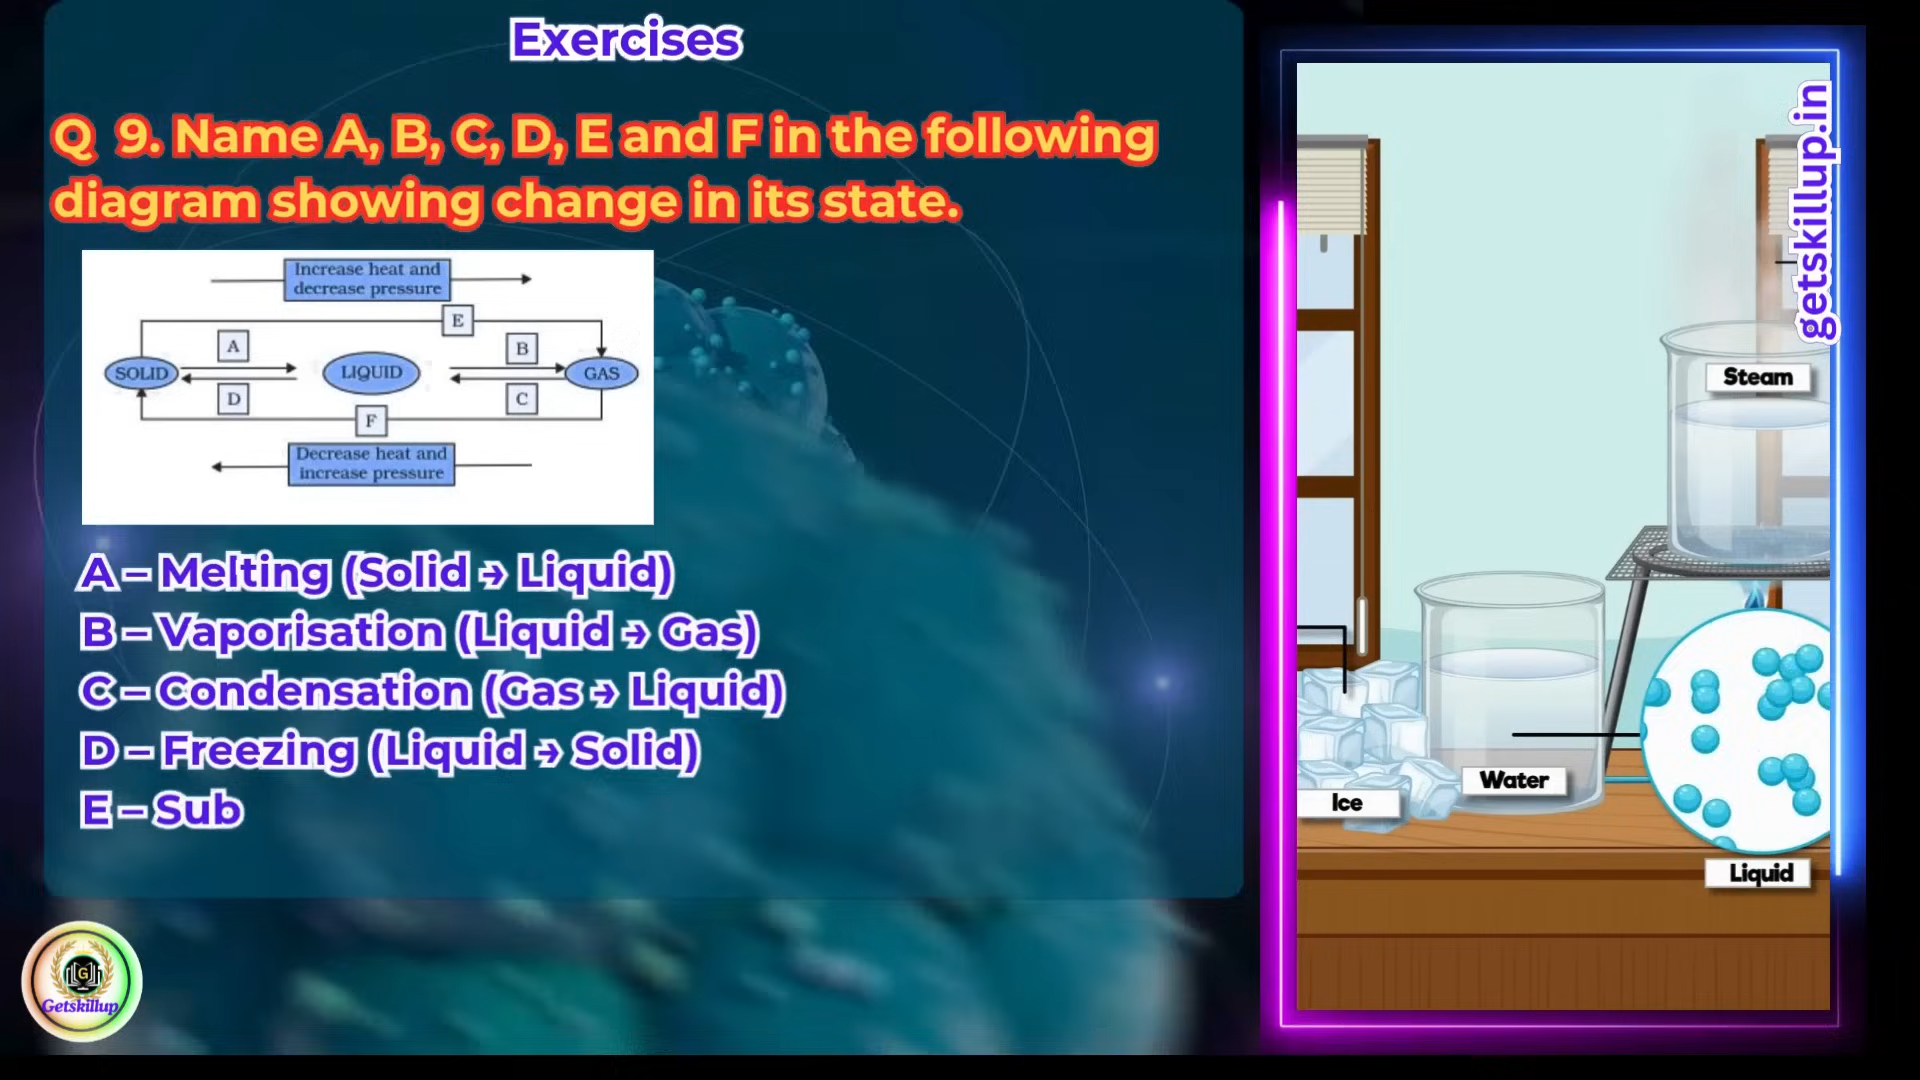 Exercises
Q 9. Name A, B, C, D, E and F in the following
diagram showing change in its state.
Increase heat and
decrease pressure
E
A
B
SOLID
LIQUID
GAS
D
C
F
Decrease heat and
increase pressure
A – Melting (Solid → Liquid)
B – Vaporisation (Liquid → Gas)
C – Condensation (Gas → Liquid)
D – Freezing (Liquid → Solid)
E – Sub
getskillup.in
Steam
Water
Ice
Liquid
G
Getskillup